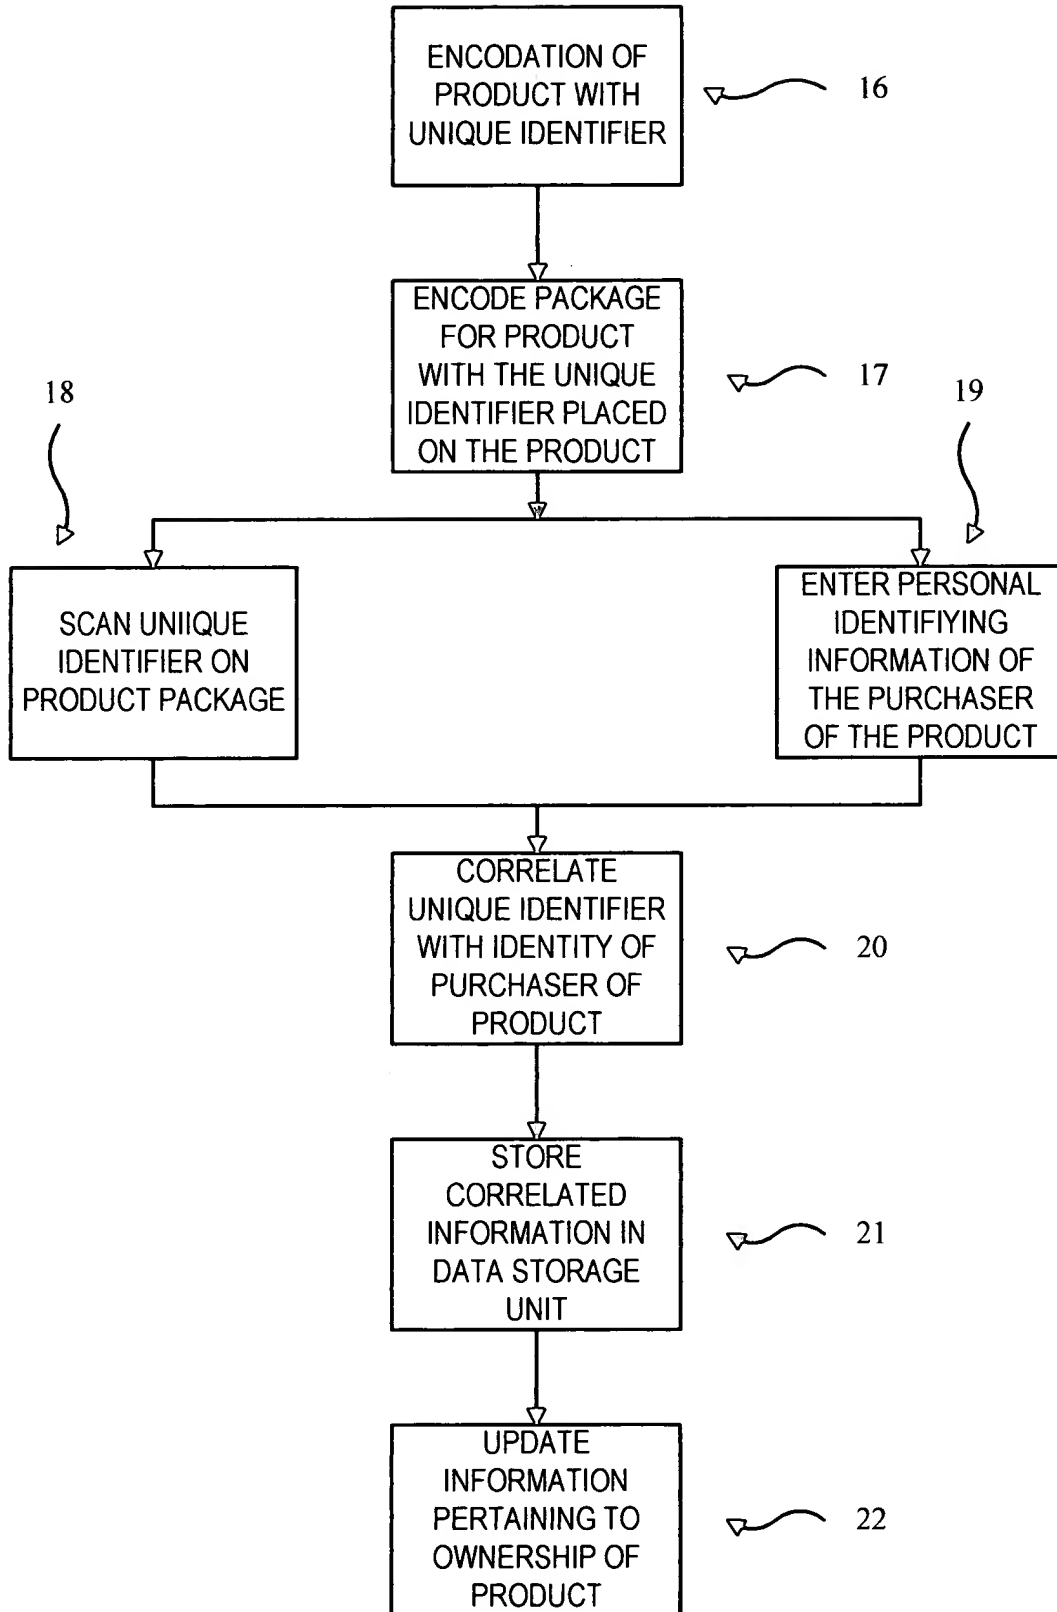 ENCODATION OF
PRODUCT WITH
UNIQUE IDENTIFIER
16
ENCODE PACKAGE
FOR PRODUCT
WITH THE UNIQUE
IDENTIFIER PLACED
ON THE PRODUCT
17
18
19
SCAN UNIIQUE
IDENTIFIER ON
PRODUCT PACKAGE
ENTER PERSONAL
IDENTIFIYING
INFORMATION OF
THE PURCHASER
OF THE PRODUCT
CORRELATE
UNIQUE IDENTIFIER
WITH IDENTITY OF
PURCHASER OF
PRODUCT
20
STORE
CORRELATED
INFORMATION IN
DATA STORAGE
UNIT
21
UPDATE
INFORMATION
PERTAINING TO
OWNERSHIP OF
PRODUCT
22